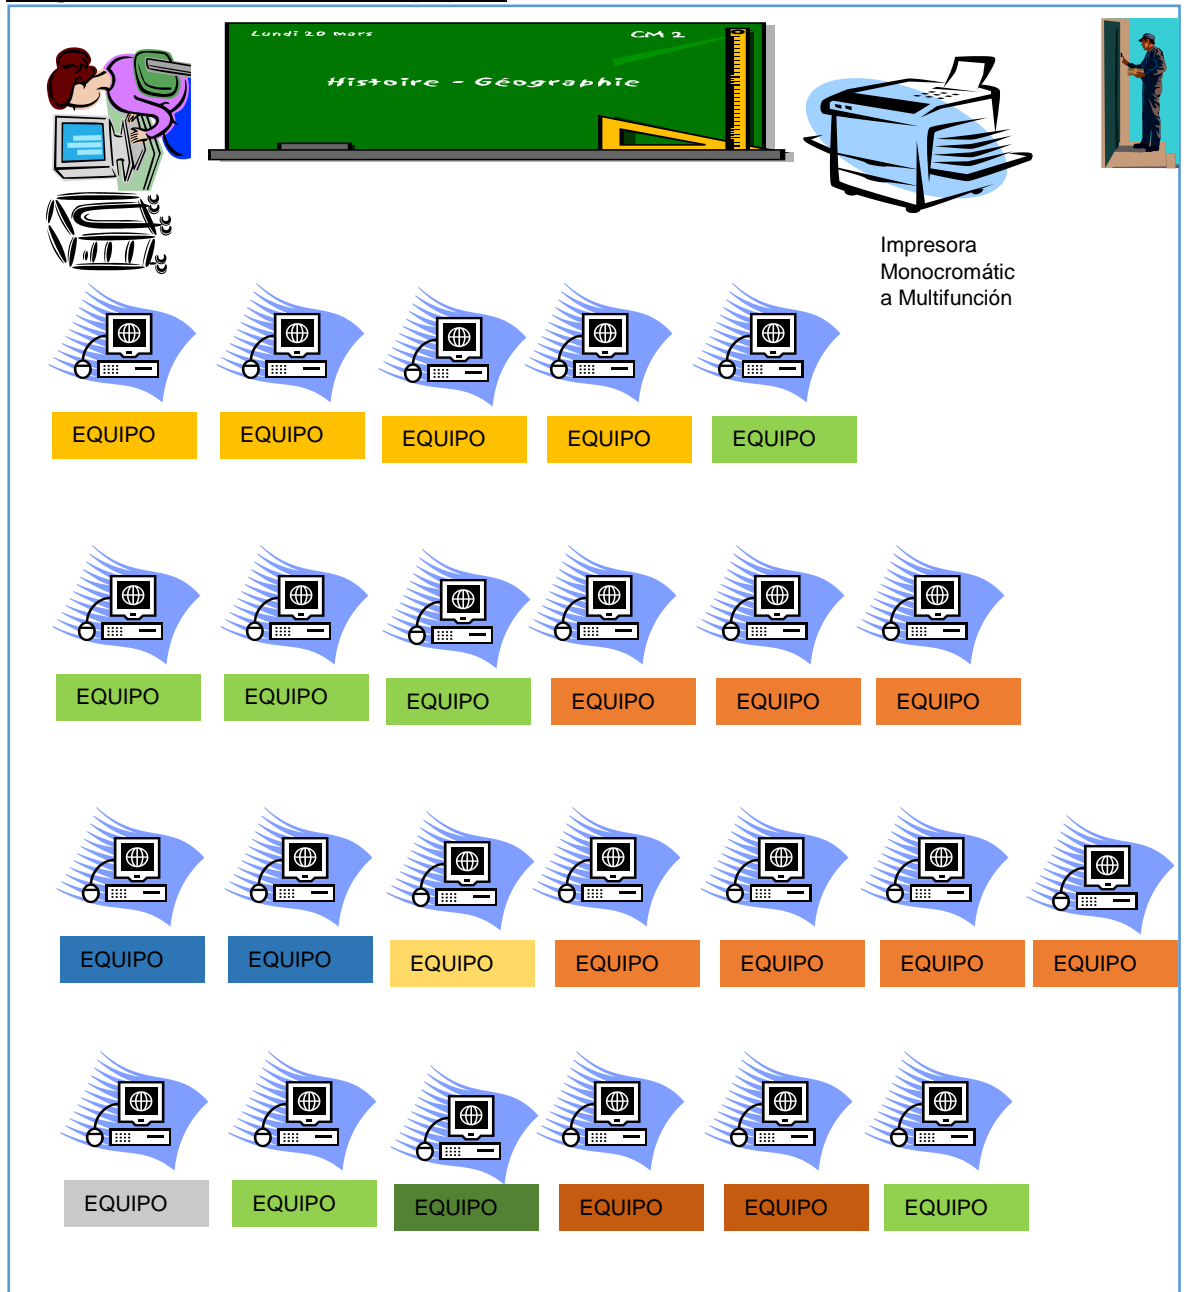 Lundi 20 mars
CM 2
Histoire - Géographie
Impresora
Monocromátic
a Multifunción
EQUIPO EQUIPO EQUIPO EQUIPO EQUIPO
EQUIPO EQUIPO EQUIPO EQUIPO EQUIPO EQUIPO
EQUIPO EQUIPO EQUIPO EQUIPO EQUIPO EQUIPO EQUIPO
EQUIPO EQUIPO EQUIPO EQUIPO EQUIPO EQUIPO